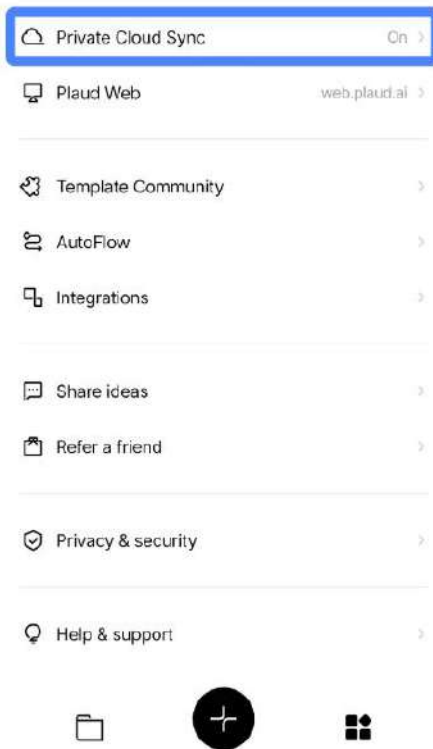 Private Cloud Sync On
Plaud Web web.plaud.ai
Template Community
AutoFlow
Integrations
Share ideas
Refer a friend
Privacy & security
Help & support